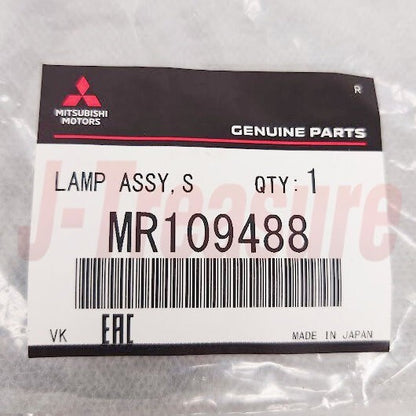 MITSUBISHI
MOTORS
R
GENUINE PARTS
LAMP ASSY,S QTY:1
MR109488
J-Treasure
VK EAC MADE IN JAPAN